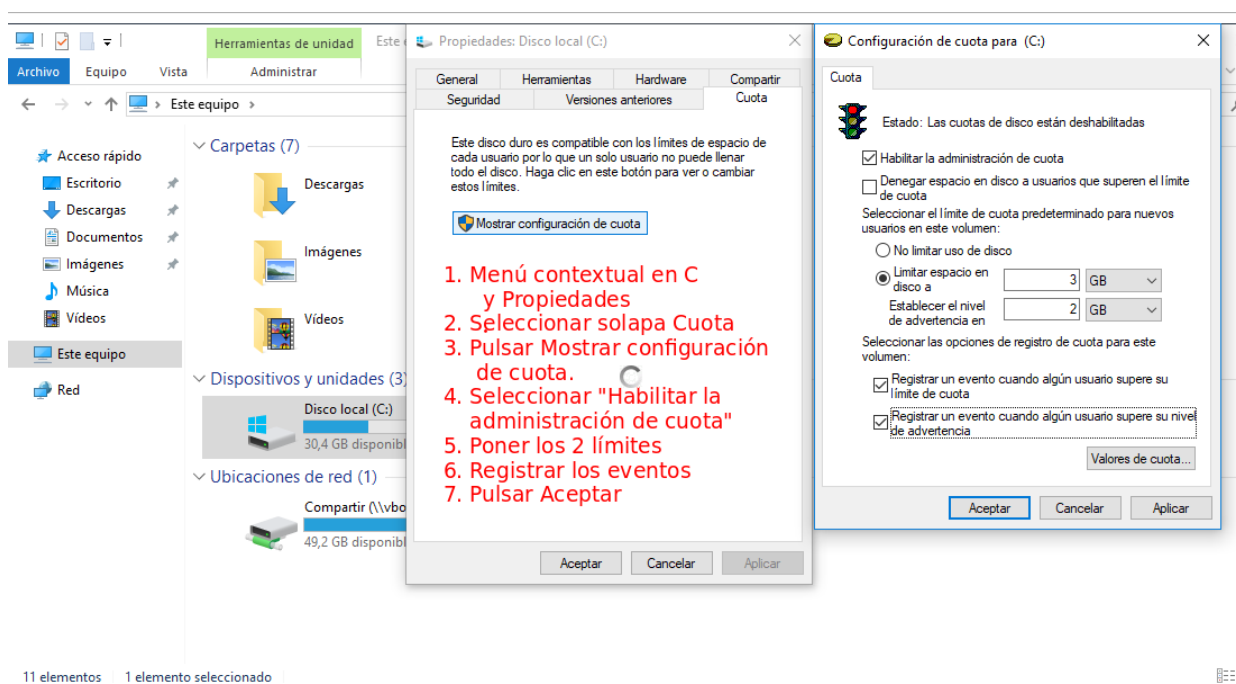 Herramientas de unidad
Este
Archivo
Equipo
Vista
Administrar
Este equipo
Acceso rápido
Escritorio
Descargas
Documentos
Imágenes
Música
Vídeos
Este equipo
Red
Carpetas (7)
Descargas
Imágenes
Vídeos
Dispositivos y unidades (3)
Disco local (C:)
30,4 GB disponibl
Ubicaciones de red (1)
Compartir (\\vbo
49,2 GB disponibl
11 elementos
1 elemento seleccionado
Propiedades: Disco local (C:)
General
Herramientas
Hardware
Compartir
Seguridad
Versiones anteriores
Cuota
Este disco duro es compatible con los límites de espacio de
cada usuario por lo que un solo usuario no puede llenar
todo el disco. Haga clic en este botón para ver o cambiar
estos límites.
Mostrar configuración de cuota
1. Menú contextual en C
y Propiedades
2. Seleccionar solapa Cuota
3. Pulsar Mostrar configuración
de cuota.
4. Seleccionar "Habilitar la
administración de cuota"
5. Poner los 2 límites
6. Registrar los eventos
7. Pulsar Aceptar
Aceptar
Cancelar
Aplicar
Configuración de cuota para (C:)
Cuota
Estado: Las cuotas de disco están deshabilitadas
Habilitar la administración de cuota
Denegar espacio en disco a usuarios que superen el límite
de cuota
Seleccionar el límite de cuota predeterminado para nuevos
usuarios en este volumen:
No limitar uso de disco
Limitar espacio en
disco a
3 GB
Establecer el nivel
de advertencia en
2 GB
Seleccionar las opciones de registro de cuota para este
volumen:
Registrar un evento cuando algún usuario supere su
límite de cuota
Registrar un evento cuando algún usuario supere su nivel
de advertencia
Valores de cuota...
Aceptar
Cancelar
Aplicar